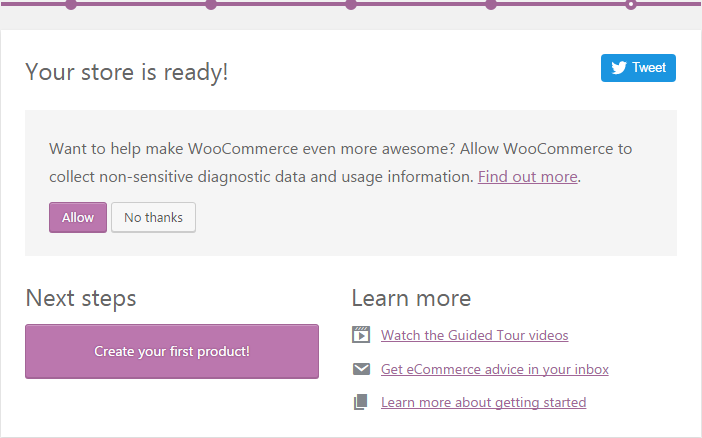 Your store is ready!
Tweet
Want to help make WooCommerce even more awesome? Allow WooCommerce to
collect non-sensitive diagnostic data and usage information. Find out more.
Allow
No thanks
Next steps
Create your first product!
Learn more
Watch the Guided Tour videos
Get eCommerce advice in your inbox
Learn more about getting started